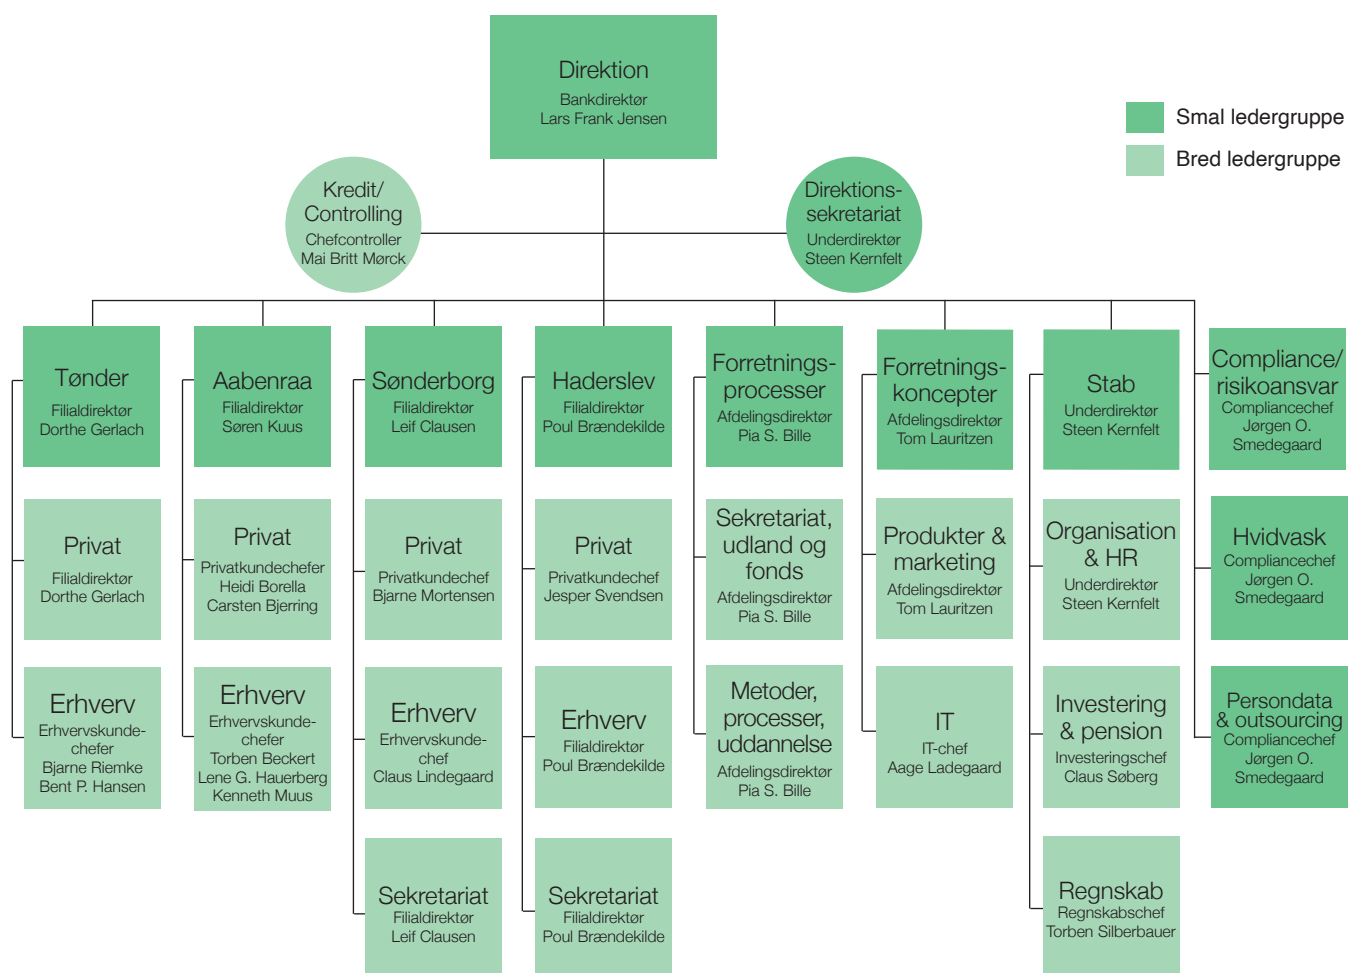 Direktion
Bankdirektør
Lars Frank Jensen
Smal ledergruppe
Bred ledergruppe
Kredit/
Controlling
Chefcontroller
Mai Britt Mørck
Direktions-
sekretariat
Underdirektør
Steen Kernfelt
Tønder
Filialdirektør
Dorthe Gerlach
Aabenraa
Filialdirektør
Søren Kuus
Sønderborg
Filialdirektør
Leif Clausen
Haderslev
Filialdirektør
Poul Brændekilde
Forretnings-
processer
Afdelingsdirektør
Pia S. Bille
Forretnings-
koncepter
Afdelingsdirektør
Tom Lauritzen
Stab
Underdirektør
Steen Kernfelt
Compliance/
risikoansvar
Compliancechef
Jørgen O.
Smedegaard
Privat
Filialdirektør
Dorthe Gerlach
Privat
Privatkundechefer
Heidi Borella
Carsten Bjerring
Privat
Privatkundechef
Bjarne Mortensen
Privat
Privatkundechef
Jesper Svendsen
Sekretariat,
udland og
fonds
Afdelingsdirektør
Pia S. Bille
Produkter &
marketing
Afdelingsdirektør
Tom Lauritzen
Organisation
& HR
Underdirektør
Steen Kernfelt
Hvidvask
Compliancechef
Jørgen O.
Smedegaard
Erhverv
Erhvervskunde-
chefer
Bjarne Riemke
Bent P. Hansen
Erhverv
Erhvervskunde-
chefer
Torben Beckert
Lene G. Hauerberg
Kenneth Muus
Erhverv
Erhvervskunde-
chef
Claus Lindegaard
Erhverv
Filialdirektør
Poul Brændekilde
Metoder,
processer,
uddannelse
Afdelingsdirektør
Pia S. Bille
IT
IT-chef
Aage Ladegaard
Investering
& pension
Investeringschef
Claus Søberg
Persondata
& outsourcing
Compliancechef
Jørgen O.
Smedegaard
Sekretariat
Filialdirektør
Leif Clausen
Sekretariat
Filialdirektør
Poul Brændekilde
Regnskab
Regnskabschef
Torben Silberbauer